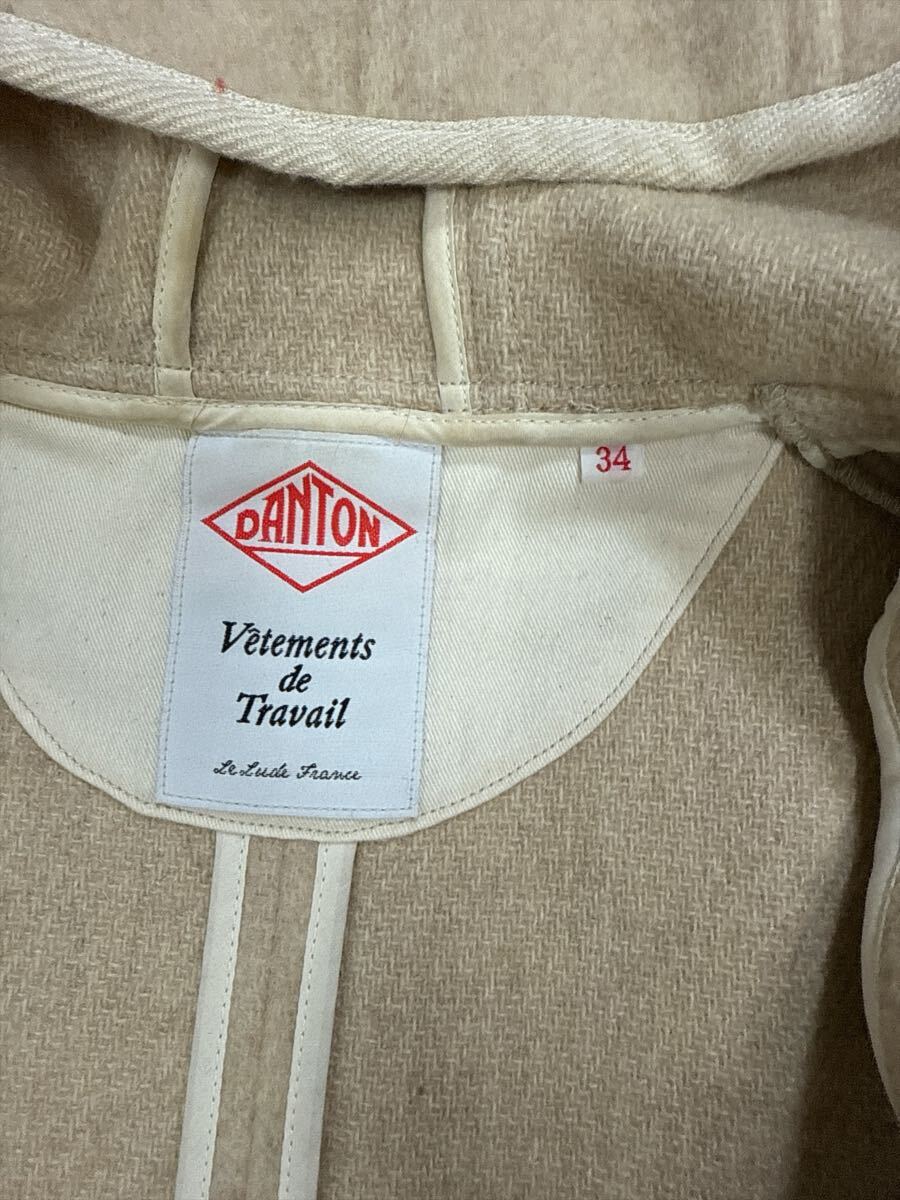 DANTON
Vêtements
de
Travail
Le Lude France
34